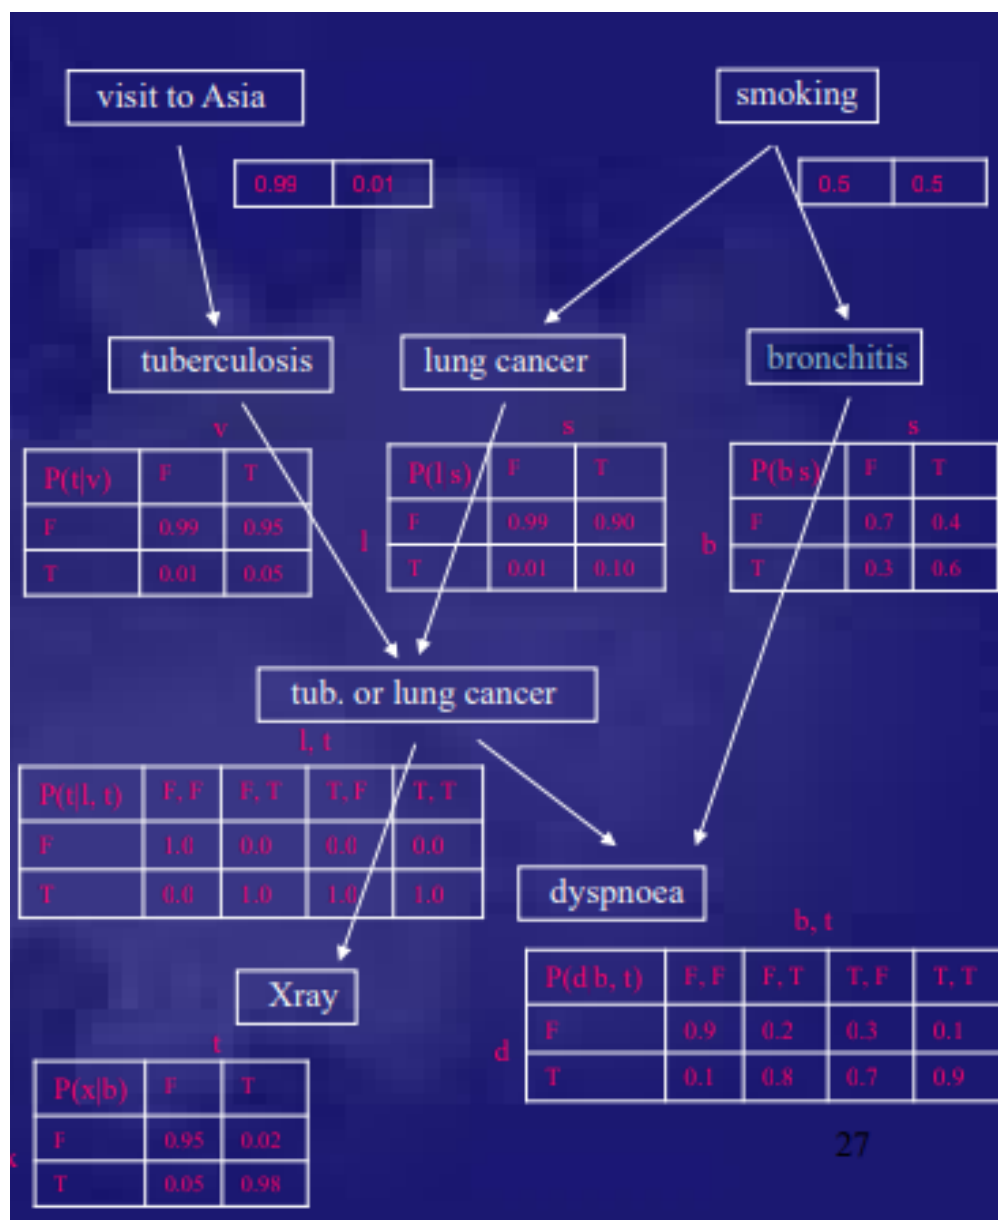 visit to Asia
smoking
0.99 0.01
0.5 0.5
tuberculosis
lung cancer
bronchitis
v
s
s
P(t|v) F T
F 0.99 0.95
T 0.01 0.05
l
P(l s) F T
F 0.99 0.90
T 0.01 0.10
b
P(b s) F T
F 0.7 0.4
T 0.3 0.6
tub. or lung cancer
l, t
P(t|l, t) F, F F, T T, F T, T
F 1.0 0.0 0.0 0.0
T 0.0 1.0 1.0 1.0
dyspnoea
b, t
d
P(d b, t) F, F F, T T, F T, T
F 0.9 0.2 0.3 0.1
T 0.1 0.8 0.7 0.9
Xray
t
x
P(x|b) F T
F 0.95 0.02
T 0.05 0.98
27